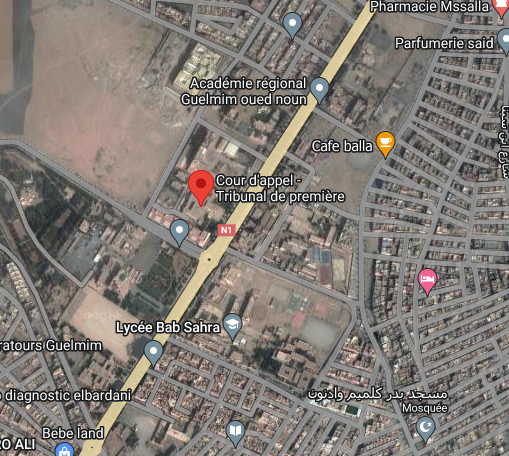 Pharmacie Mssalla
Parfumerie said
Académie régional
Guelmim oued noun
Cafe balla
Cour d'appel -
Tribunal de première
N1
Lycée Bab Sahra
ratours Guelmim
diagnostic elbardani
مسجد بدر كلميم وادنون
Mosquée
Bebe land
RO ALI